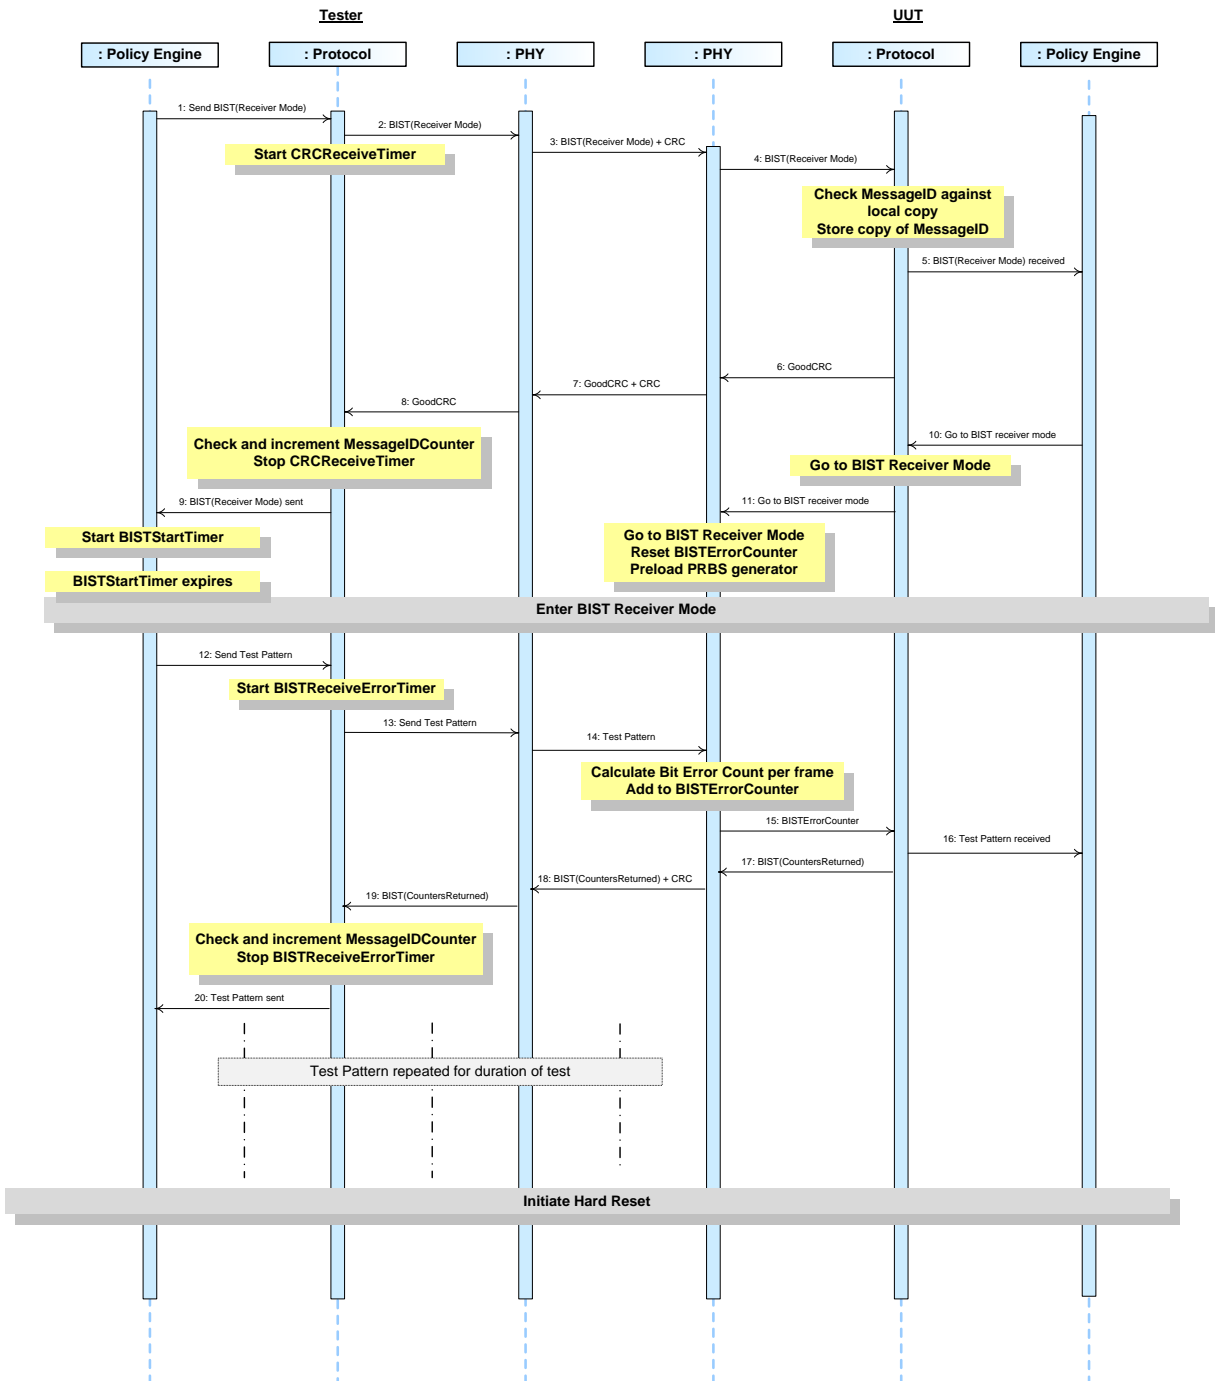 Tester
UUT
: Policy Engine
: Protocol
: PHY
: PHY
: Protocol
: Policy Engine
1: Send BIST(Receiver Mode)
2: BIST(Receiver Mode)
Start CRCReceiveTimer
3: BIST(Receiver Mode) + CRC
4: BIST(Receiver Mode)
Check MessageID against
local copy
Store copy of MessageID
5: BIST(Receiver Mode) received
6: GoodCRC
7: GoodCRC + CRC
8: GoodCRC
Check and increment MessageIDCounter
Stop CRCReceiveTimer
10: Go to BIST receiver mode
Go to BIST Receiver Mode
9: BIST(Receiver Mode) sent
11: Go to BIST receiver mode
Start BISTStartTimer
Go to BIST Receiver Mode
Reset BISTErrorCounter
Preload PRBS generator
BISTStartTimer expires
Enter BIST Receiver Mode
12: Send Test Pattern
Start BISTReceiveErrorTimer
13: Send Test Pattern
14: Test Pattern
Calculate Bit Error Count per frame
Add to BISTErrorCounter
15: BISTErrorCounter
16: Test Pattern received
17: BIST(CountersReturned)
18: BIST(CountersReturned) + CRC
19: BIST(CountersReturned)
Check and increment MessageIDCounter
Stop BISTReceiveErrorTimer
20: Test Pattern sent
Test Pattern repeated for duration of test
Initiate Hard Reset